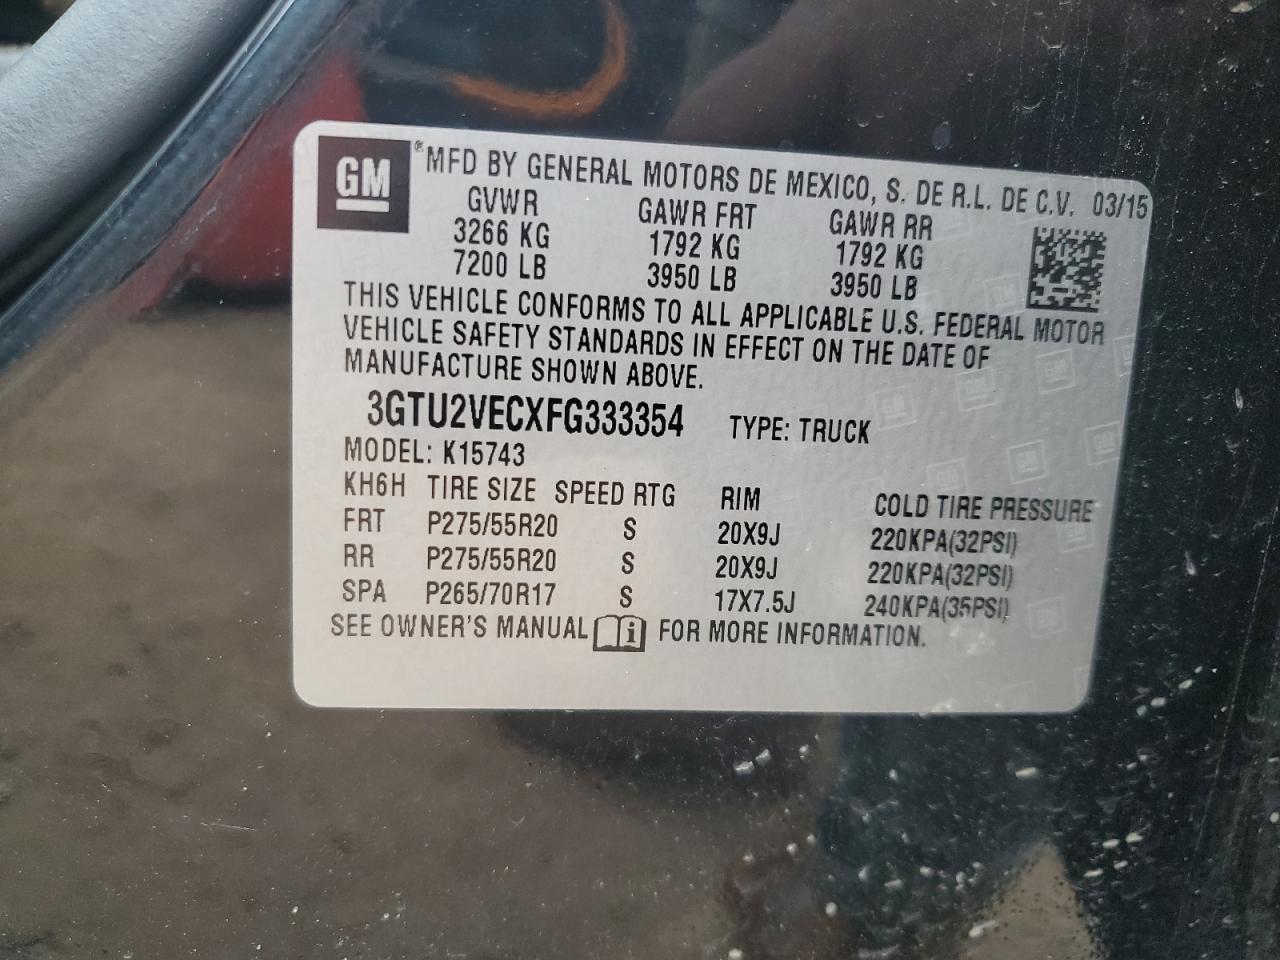 GM
®MFD BY GENERAL MOTORS DE MEXICO, S. DE R.L. DE C.V. 03/15
GVWR GAWR FRT GAWR RR
3266 KG 1792 KG 1792 KG
7200 LB 3950 LB 3950 LB
THIS VEHICLE CONFORMS TO ALL APPLICABLE U.S. FEDERAL MOTOR
VEHICLE SAFETY STANDARDS IN EFFECT ON THE DATE OF
MANUFACTURE SHOWN ABOVE.
3GTU2VECXFG333354 TYPE: TRUCK
MODEL: K15743
KH6H TIRE SIZE SPEED RTG RIM COLD TIRE PRESSURE
FRT P275/55R20 S 20X9J 220KPA(32PSI)
RR P275/55R20 S 20X9J 220KPA(32PSI)
SPA P265/70R17 S 17X7.5J 240KPA(35PSI)
SEE OWNER'S MANUAL FOR MORE INFORMATION.